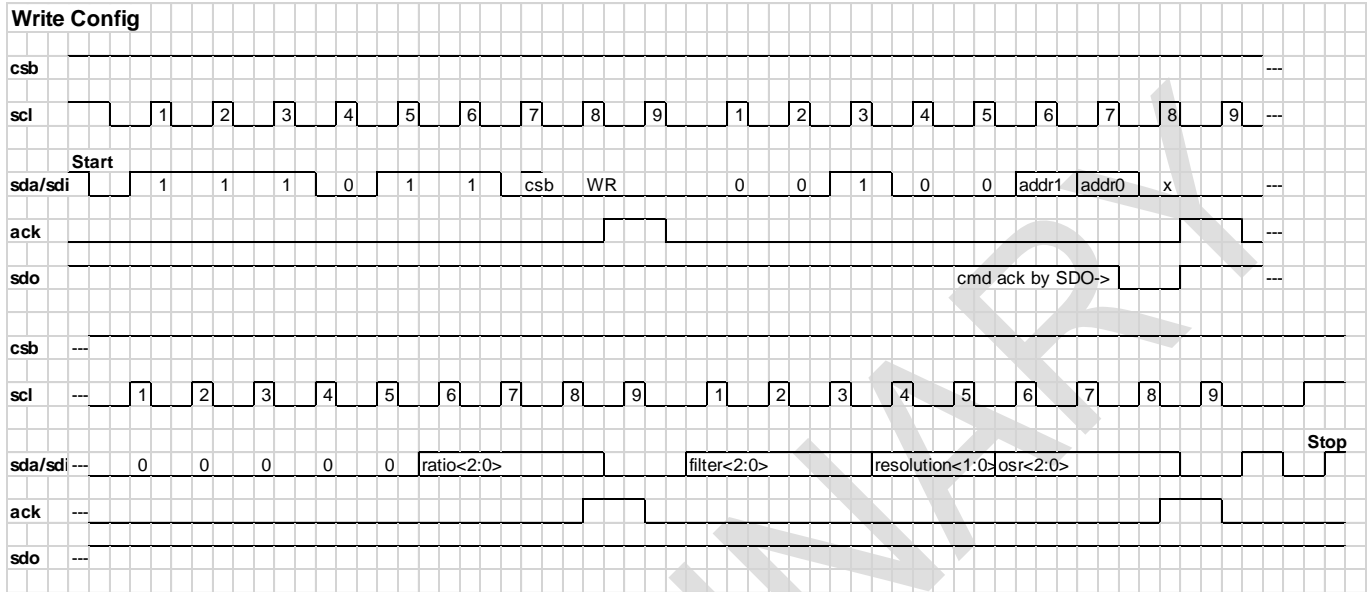 Write Config
csb ---
scl 1 2 3 4 5 6 7 8 9 1 2 3 4 5 6 7 8 9 ---
Start
sda/sdi 1 1 1 0 1 1 csb WR 0 0 1 0 0 addr1 addr0 x ---
ack ---
sdo cmd ack by SDO-> ---
csb ---
scl --- 1 2 3 4 5 6 7 8 9 1 2 3 4 5 6 7 8 9
Stop
sda/sdi --- 0 0 0 0 0 ratio<2:0> filter<2:0> resolution<1:0> osr<2:0>
ack ---
sdo ---
INARY